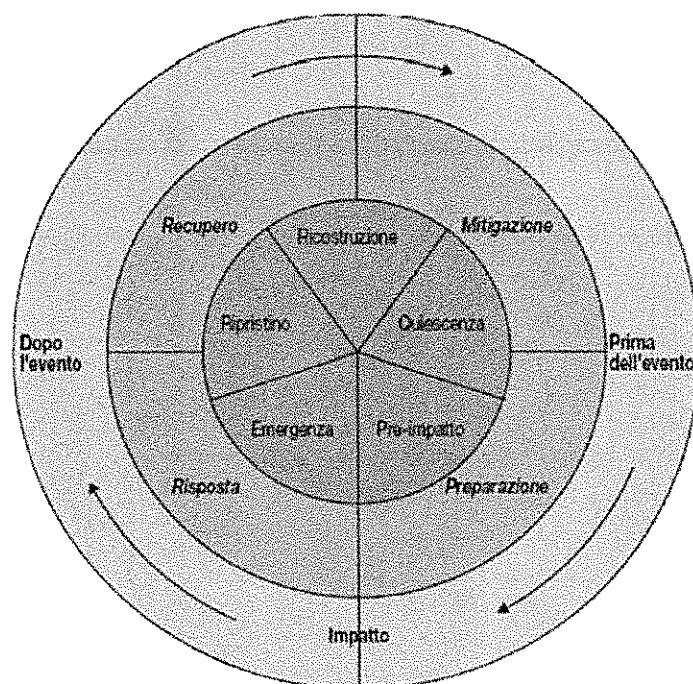 Recupero
Ricostruzione
Mitigazione
Ripristino
Quiescenza
Dopo
l'evento
Prima
dell'evento
Emergenza
Pre-impatto
Risposta
Preparazione
Impatto